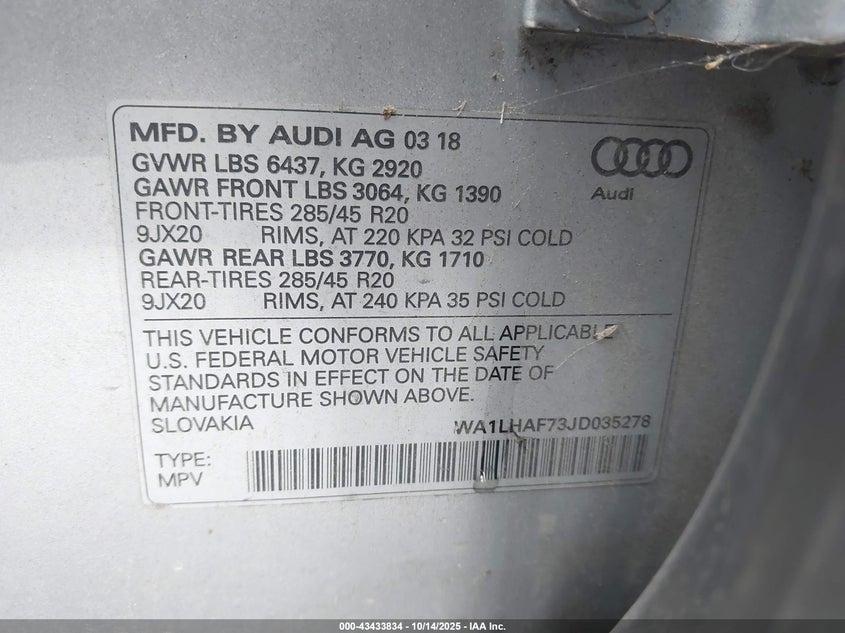 MFD. BY AUDI AG 03 18
GVWR LBS 6437, KG 2920
GAWR FRONT LBS 3064, KG 1390
FRONT-TIRES 285/45 R20
9JX20 RIMS, AT 220 KPA 32 PSI COLD
GAWR REAR LBS 3770, KG 1710
REAR-TIRES 285/45 R20
9JX20 RIMS, AT 240 KPA 35 PSI COLD
Audi
THIS VEHICLE CONFORMS TO ALL APPLICABLE
U.S. FEDERAL MOTOR VEHICLE SAFETY
STANDARDS IN EFFECT ON THE DATE OF
MANUFACTURE SHOWN ABOVE.
SLOVAKIA WA1LHAF73JD035278
TYPE:
MPV
000-43433834 - 10/14/2025 - IAA Inc.